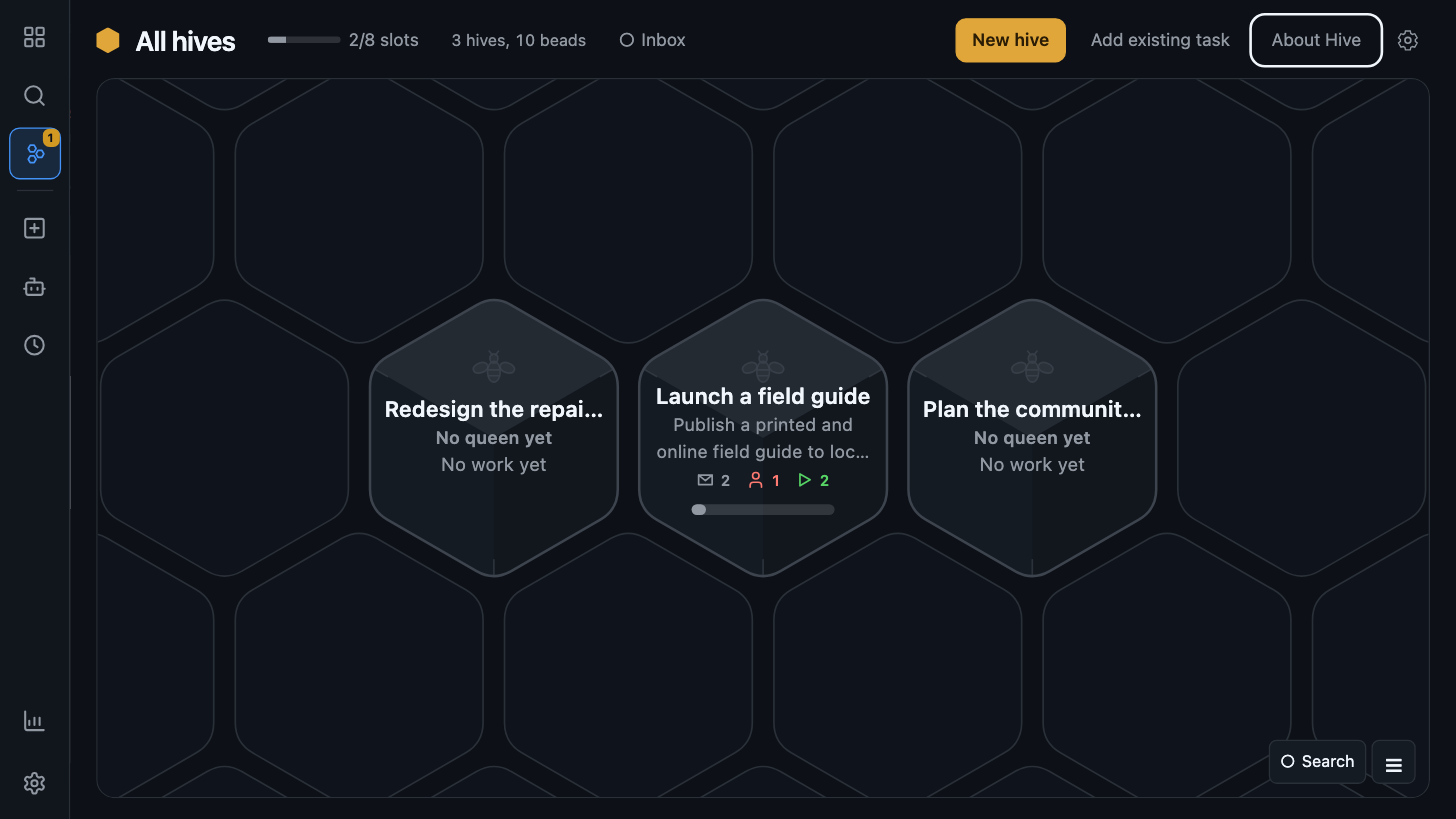 All hives
2/8 slots
3 hives, 10 beads
Inbox
New hive
Add existing task
About Hive
1
Redesign the repai...
No queen yet
No work yet
Launch a field guide
Publish a printed and
online field guide to loc...
2 1 2
Plan the communit...
No queen yet
No work yet
Search